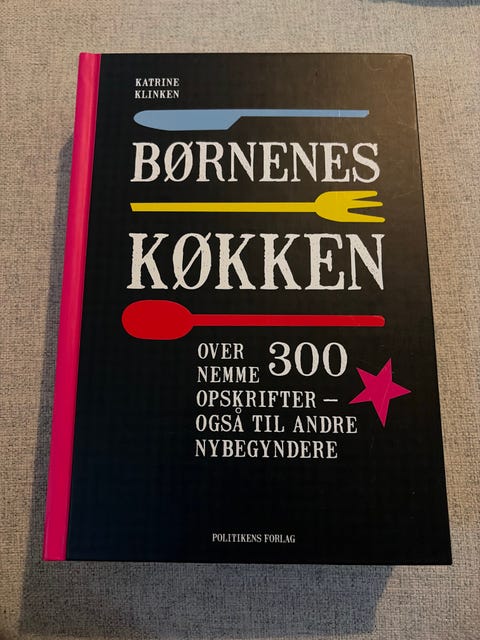 KATRINE
KLINKEN
BØRNENES
KØKKEN
OVER 300
NEMME
OPSKRIFTER –
OGSÅ TIL ANDRE
NYBEGYNDERE
POLITIKENS FORLAG